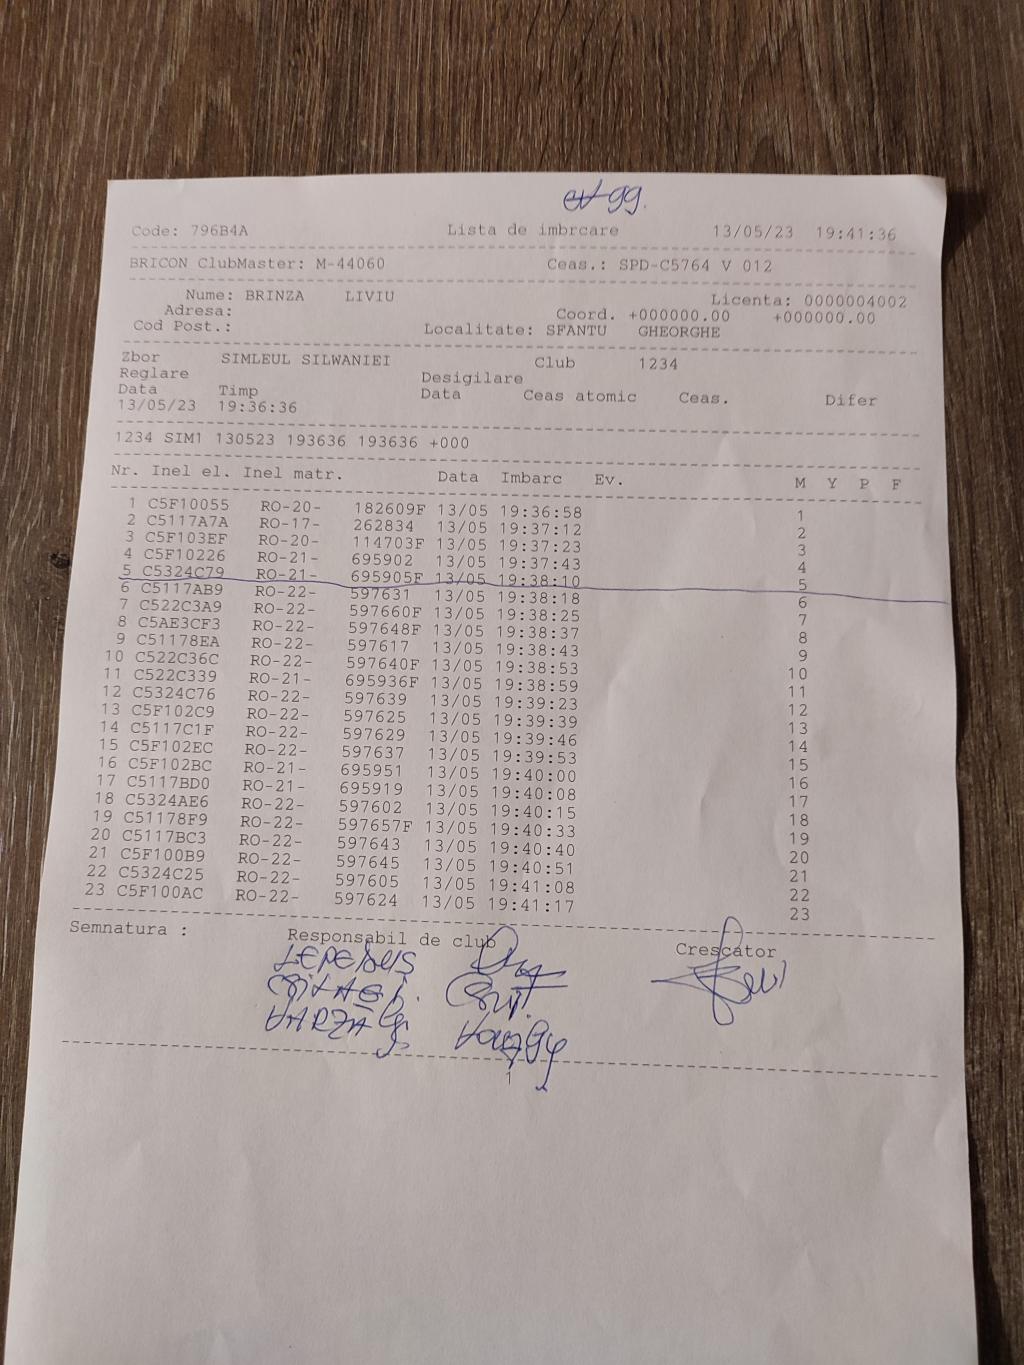 99.
Code: 796B4A Lista de imbrcare 13/05/23 19:41:36
BRICON ClubMaster: M-44060 Ceas.: SPD-C5764 V 012
Nume: BRINZA LIVIU Licenta: 0000004002
Adresa: Coord. +000000.00 +000000.00
Cod Post.: Localitate: SFANTU GHEORGHE
Zbor SIMLEUL SILWANIEI Club 1234
Reglare Desigilare
Data Timp Data Ceas atomic Ceas. Difer
13/05/23 19:36:36
1234 SIM1 130523 193636 193636 +000
Nr. Inel el. Inel matr. Data Imbarc Ev. M Y P F
1 C5F10055 RO-20- 182609F 13/05 19:36:58 1
2 C5117A7A RO-17- 262834 13/05 19:37:12 2
3 C5F103EF RO-20- 114703F 13/05 19:37:23 3
4 C5F10226 RO-21- 695902 13/05 19:37:43 4
5 C5324C79 RO-21- 695905F 13/05 19:38:10 5
6 C5117AB9 RO-22- 597631 13/05 19:38:18 6
7 C522C3A9 RO-22- 597660F 13/05 19:38:25 7
8 C5AE3CF3 RO-22- 597648F 13/05 19:38:37 8
9 C51178EA RO-22- 597617 13/05 19:38:43 9
10 C522C36C RO-22- 597640F 13/05 19:38:53 10
11 C522C339 RO-21- 695936F 13/05 19:38:59 11
12 C5324C76 RO-22- 597639 13/05 19:39:23 12
13 C5F102C9 RO-22- 597625 13/05 19:39:39 13
14 C5117C1F RO-22- 597629 13/05 19:39:46 14
15 C5F102EC RO-22- 597637 13/05 19:39:53 15
16 C5F102BC RO-21- 695951 13/05 19:40:00 16
17 C5117BD0 RO-21- 695919 13/05 19:40:08 17
18 C5324AE6 RO-22- 597602 13/05 19:40:15 18
19 C51178F9 RO-22- 597657F 13/05 19:40:33 19
20 C5117BC3 RO-22- 597643 13/05 19:40:40 20
21 C5F100B9 RO-22- 597645 13/05 19:40:51 21
22 C5324C25 RO-22- 597605 13/05 19:41:08 22
23 C5F100AC RO-22- 597624 13/05 19:41:17 23
Semnatura : Responsabil de club Crescator
1